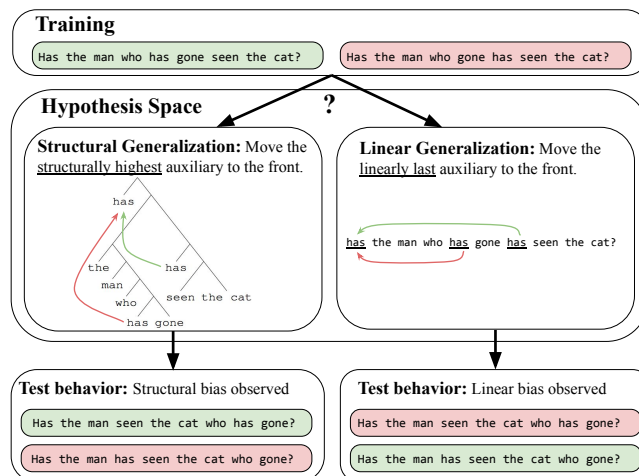 Training
Has the man who has gone seen the cat?
Has the man who gone has seen the cat?
Hypothesis Space
?
Structural Generalization: Move the
structurally highest auxiliary to the front.
has
the
has
man
who
seen the cat
has gone
Linear Generalization: Move the
linearly last auxiliary to the front.
has the man who has gone has seen the cat?
Test behavior: Structural bias observed
Has the man seen the cat who has gone?
Has the man has seen the cat who gone?
Test behavior: Linear bias observed
Has the man seen the cat who has gone?
Has the man has seen the cat who gone?